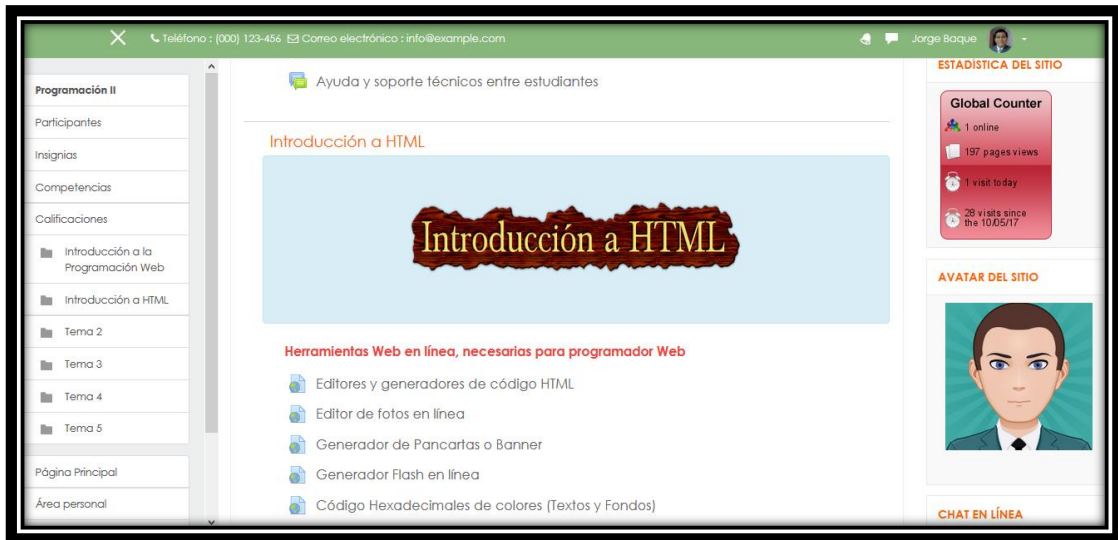 Teléfono : (000) 123-456 Correo electrónico : info@example.com
Jorge Baque
Programación II
Participantes
Insignias
Competencias
Calificaciones
Introducción a la
Programación Web
Introducción a HTML
Tema 2
Tema 3
Tema 4
Tema 5
Página Principal
Área personal
Ayuda y soporte técnicos entre estudiantes
Introducción a HTML
Introducción a HTML
Herramientas Web en línea, necesarias para programador Web
Editores y generadores de código HTML
Editor de fotos en línea
Generador de Pancartas o Banner
Generador Flash en línea
Código Hexadecimales de colores (Textos y Fondos)
ESTADÍSTICA DEL SITIO
Global Counter
1 online
197 pages views
1 visit today
28 visits since
the 10/05/17
AVATAR DEL SITIO
CHAT EN LÍNEA